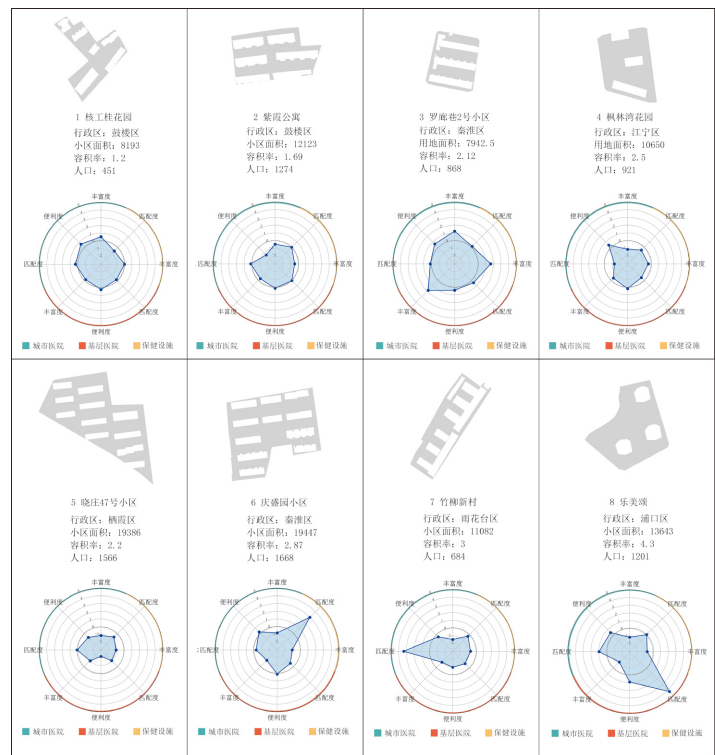 1 核工桂花园
行政区：鼓楼区
小区面积：8193
容积率：1.2
人口：451
丰富度
便利度
匹配度
匹配度
丰富度
丰富度
匹配度
便利度
城市医院
基层医院
保健设施
2 紫霞公寓
行政区：鼓楼区
小区面积：12123
容积率：1.69
人口：1274
丰富度
便利度
匹配度
匹配度
丰富度
丰富度
匹配度
便利度
城市医院
基层医院
保健设施
3 罗廊巷2号小区
行政区：秦淮区
用地面积：7942.5
容积率：2.12
人口：868
丰富度
便利度
匹配度
匹配度
丰富度
丰富度
匹配度
便利度
城市医院
基层医院
保健设施
4 枫林湾花园
行政区：江宁区
用地面积：10650
容积率：2.5
人口：921
丰富度
便利度
匹配度
匹配度
丰富度
丰富度
匹配度
便利度
城市医院
基层医院
保健设施
5 晓庄47号小区
行政区：栖霞区
小区面积：19386
容积率：2.2
人口：1566
丰富度
便利度
匹配度
匹配度
丰富度
丰富度
匹配度
便利度
城市医院
基层医院
保健设施
6 庆盛园小区
行政区：秦淮区
小区面积：19447
容积率：2.87
人口：1668
丰富度
便利度
匹配度
匹配度
丰富度
丰富度
匹配度
便利度
城市医院
基层医院
保健设施
7 竹柳新村
行政区：雨花台区
小区面积：11082
容积率：3
人口：684
丰富度
便利度
匹配度
匹配度
丰富度
丰富度
匹配度
便利度
城市医院
基层医院
保健设施
8 乐美颂
行政区：浦口区
小区面积：13643
容积率：4.3
人口：1201
丰富度
便利度
匹配度
匹配度
丰富度
丰富度
匹配度
便利度
城市医院
基层医院
保健设施